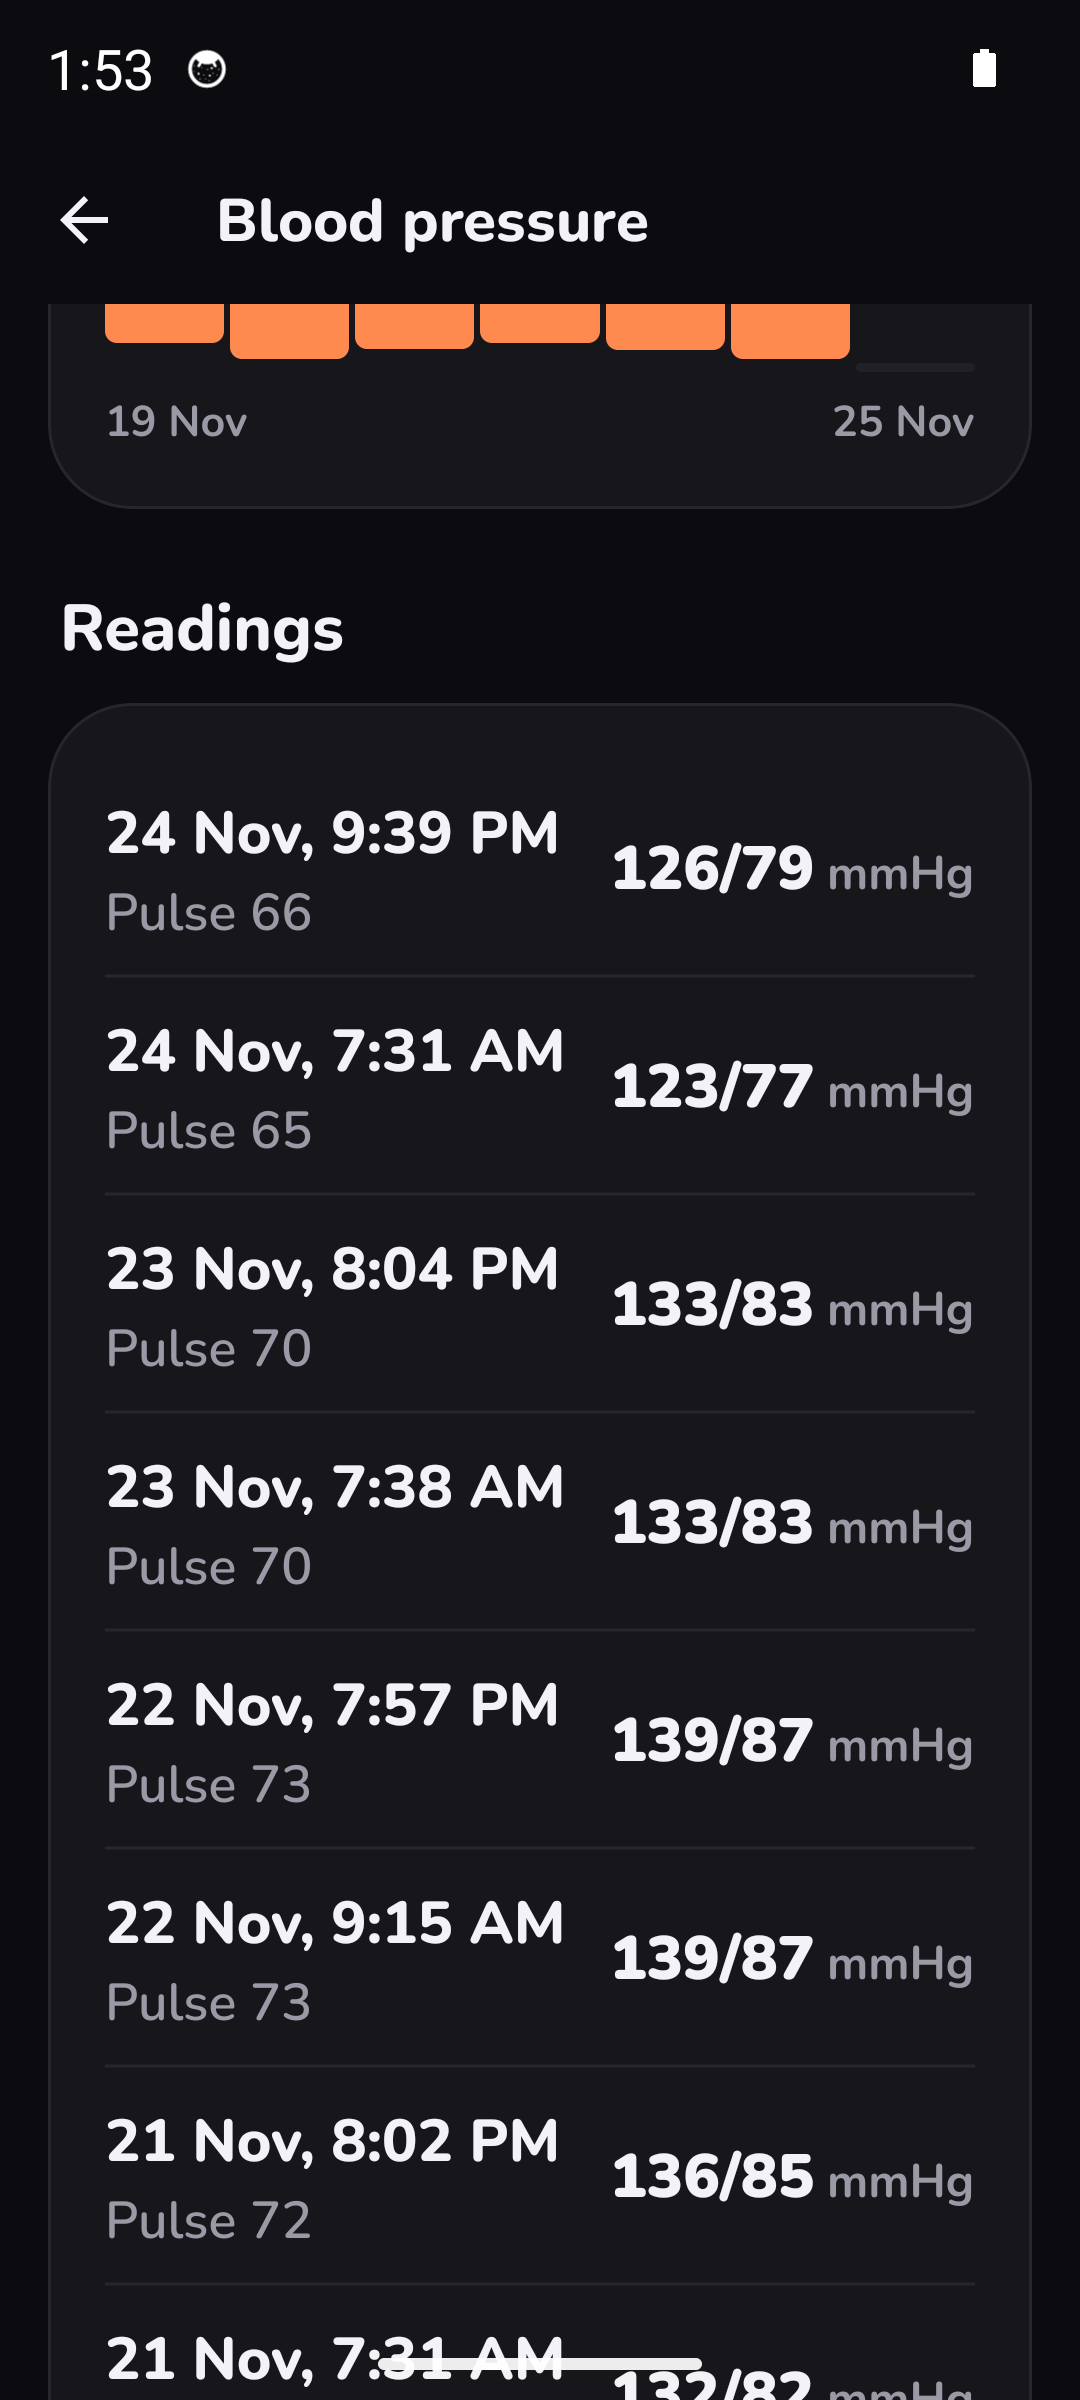 1:53
Blood pressure
19 Nov 25 Nov
Readings
24 Nov, 9:39 PM
Pulse 66
126/79 mmHg
24 Nov, 7:31 AM
Pulse 65
123/77 mmHg
23 Nov, 8:04 PM
Pulse 70
133/83 mmHg
23 Nov, 7:38 AM
Pulse 70
133/83 mmHg
22 Nov, 7:57 PM
Pulse 73
139/87 mmHg
22 Nov, 9:15 AM
Pulse 73
139/87 mmHg
21 Nov, 8:02 PM
Pulse 72
136/85 mmHg
21 Nov, 7:31 AM
132/82 mmHg